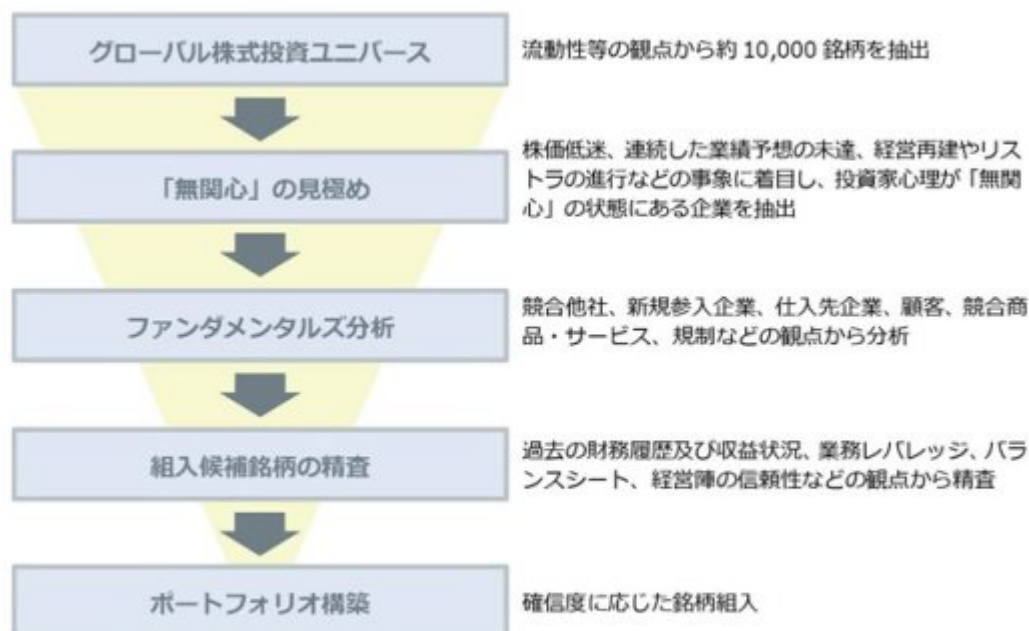 グローバル株式投資ユニバース
流動性等の観点から約 10,000 銘柄を抽出
「無関心」の見極め
株価低迷、連続した業績予想の未達、経営再建やリス
トラの進行などの事象に着目し、投資家心理が「無関
心」の状態にある企業を抽出
ファンダメンタルズ分析
競合他社、新規参入企業、仕入先企業、顧客、競合商
品・サービス、規制などの観点から分析
組入候補銘柄の精査
過去の財務履歴及び収益状況、業務レバレッジ、バラ
ンスシート、経営陣の信頼性などの観点から精査
ポートフォリオ構築
確信度に応じた銘柄組入